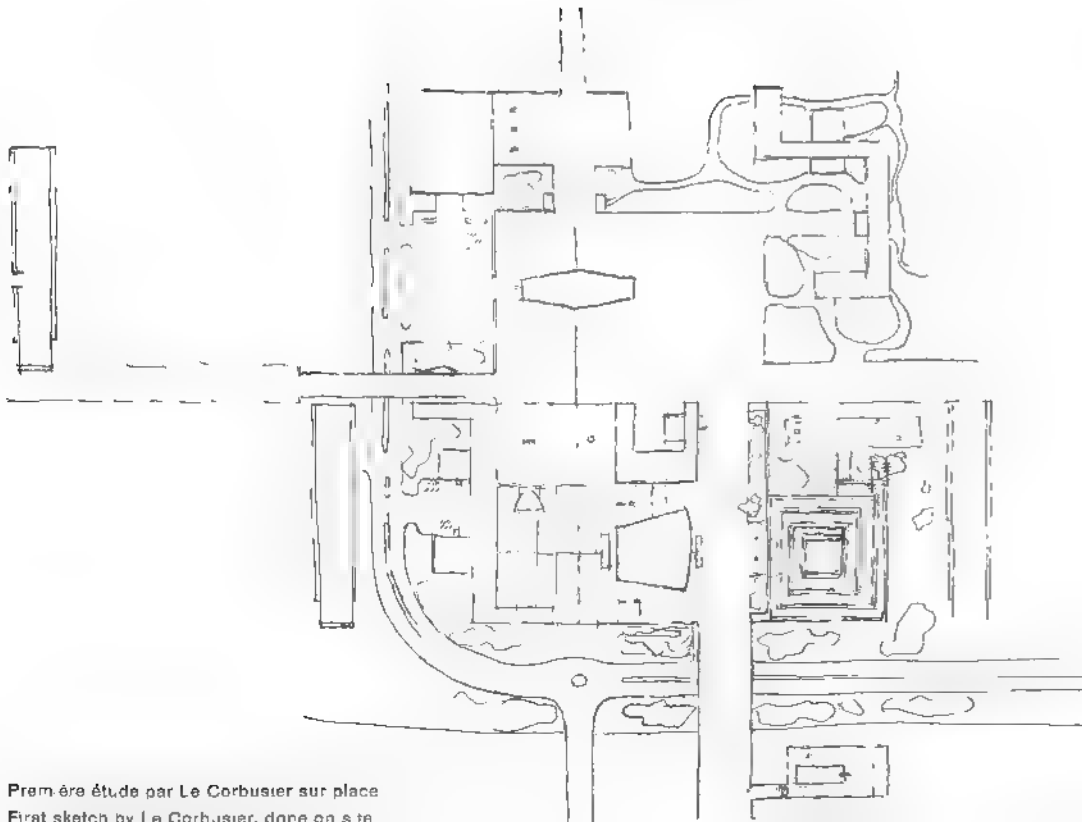 Première étude par Le Corbusier sur place
First sketch by Le Corbusier, done on site